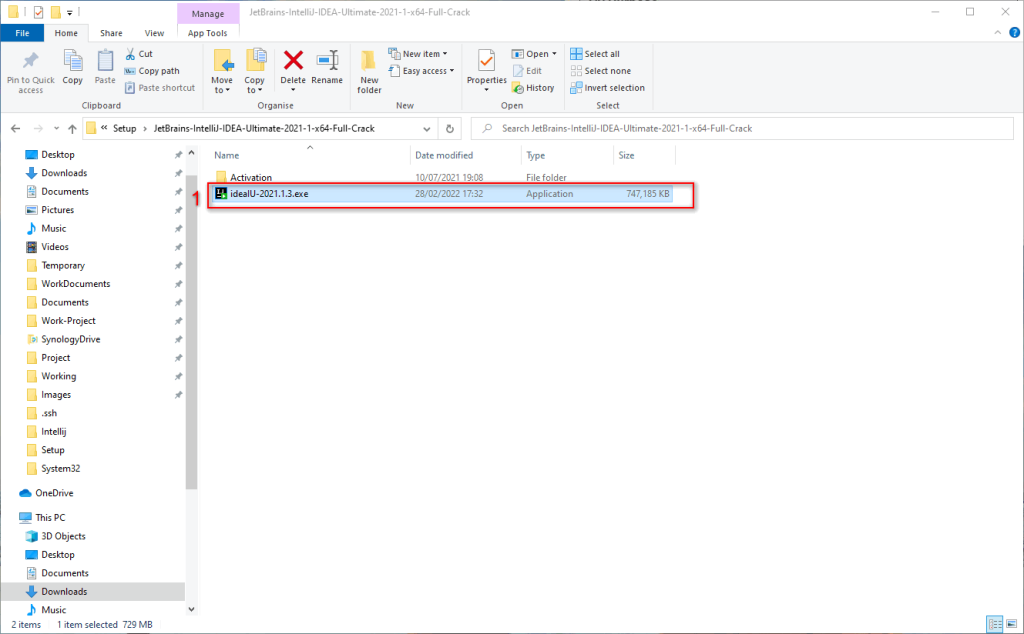 Manage
JetBrains-IntelliJ-IDEA-Ultimate-2021-1-x64-Full-Crack
File
Home
Share
View
App Tools
Pin to Quick access
Copy
Paste
Cut
Copy path
Paste shortcut
Clipboard
Move to
Copy to
Delete
Rename
Organise
New folder
New item
Easy access
New
Properties
Open
Edit
History
Open
Select all
Select none
Invert selection
Select
« Setup › JetBrains-IntelliJ-IDEA-Ultimate-2021-1-x64-Full-Crack
Search JetBrains-IntelliJ-IDEA-Ultimate-2021-1-x64-Full-Crack
Name
Date modified
Type
Size
Activation
10/07/2021 19:08
File folder
1
ideaIU-2021.1.3.exe
28/02/2022 17:32
Application
747,185 KB
Desktop
Downloads
Documents
Pictures
Music
Videos
Temporary
WorkDocuments
Documents
Work-Project
SynologyDrive
Project
Working
Images
.ssh
Intellij
Setup
System32
OneDrive
This PC
3D Objects
Desktop
Documents
Downloads
Music
2 items
1 item selected 729 MB